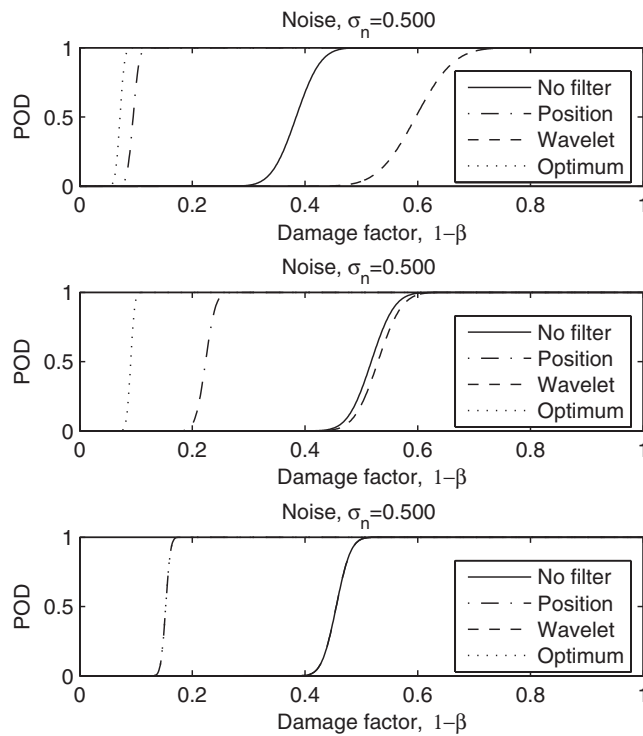 Noise, σn=0.500
POD
1
0.5
0
0 0.2 0.4 0.6 0.8 1
Damage factor, 1−β
No filter
Position
Wavelet
Optimum
Noise, σn=0.500
POD
1
0.5
0
0 0.2 0.4 0.6 0.8 1
Damage factor, 1−β
No filter
Position
Wavelet
Optimum
Noise, σn=0.500
POD
1
0.5
0
0 0.2 0.4 0.6 0.8 1
Damage factor, 1−β
No filter
Position
Wavelet
Optimum